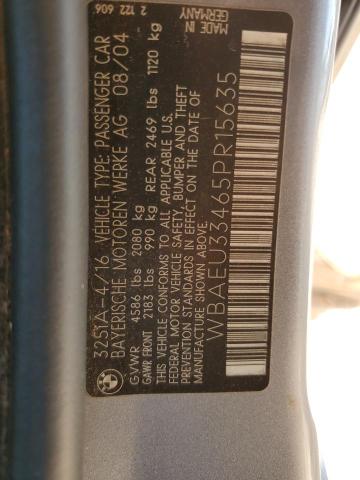 325iA-4/16 VEHICLE TYPE: PASSENGER CAR
BAYERISCHE MOTOREN WERKE AG 08/04
GVWR 4586 lbs 2080 kg
GAWR FRONT 2183 lbs 990 kg REAR 2469 lbs 1120 kg
THIS VEHICLE CONFORMS TO ALL APPLICABLE U.S.
FEDERAL MOTOR VEHICLE SAFETY, BUMPER AND THEFT
PREVENTION STANDARDS IN EFFECT ON THE DATE OF
MANUFACTURE SHOWN ABOVE.
WBAEU33465PR15635
2 122 606
MADE IN
GERMANY